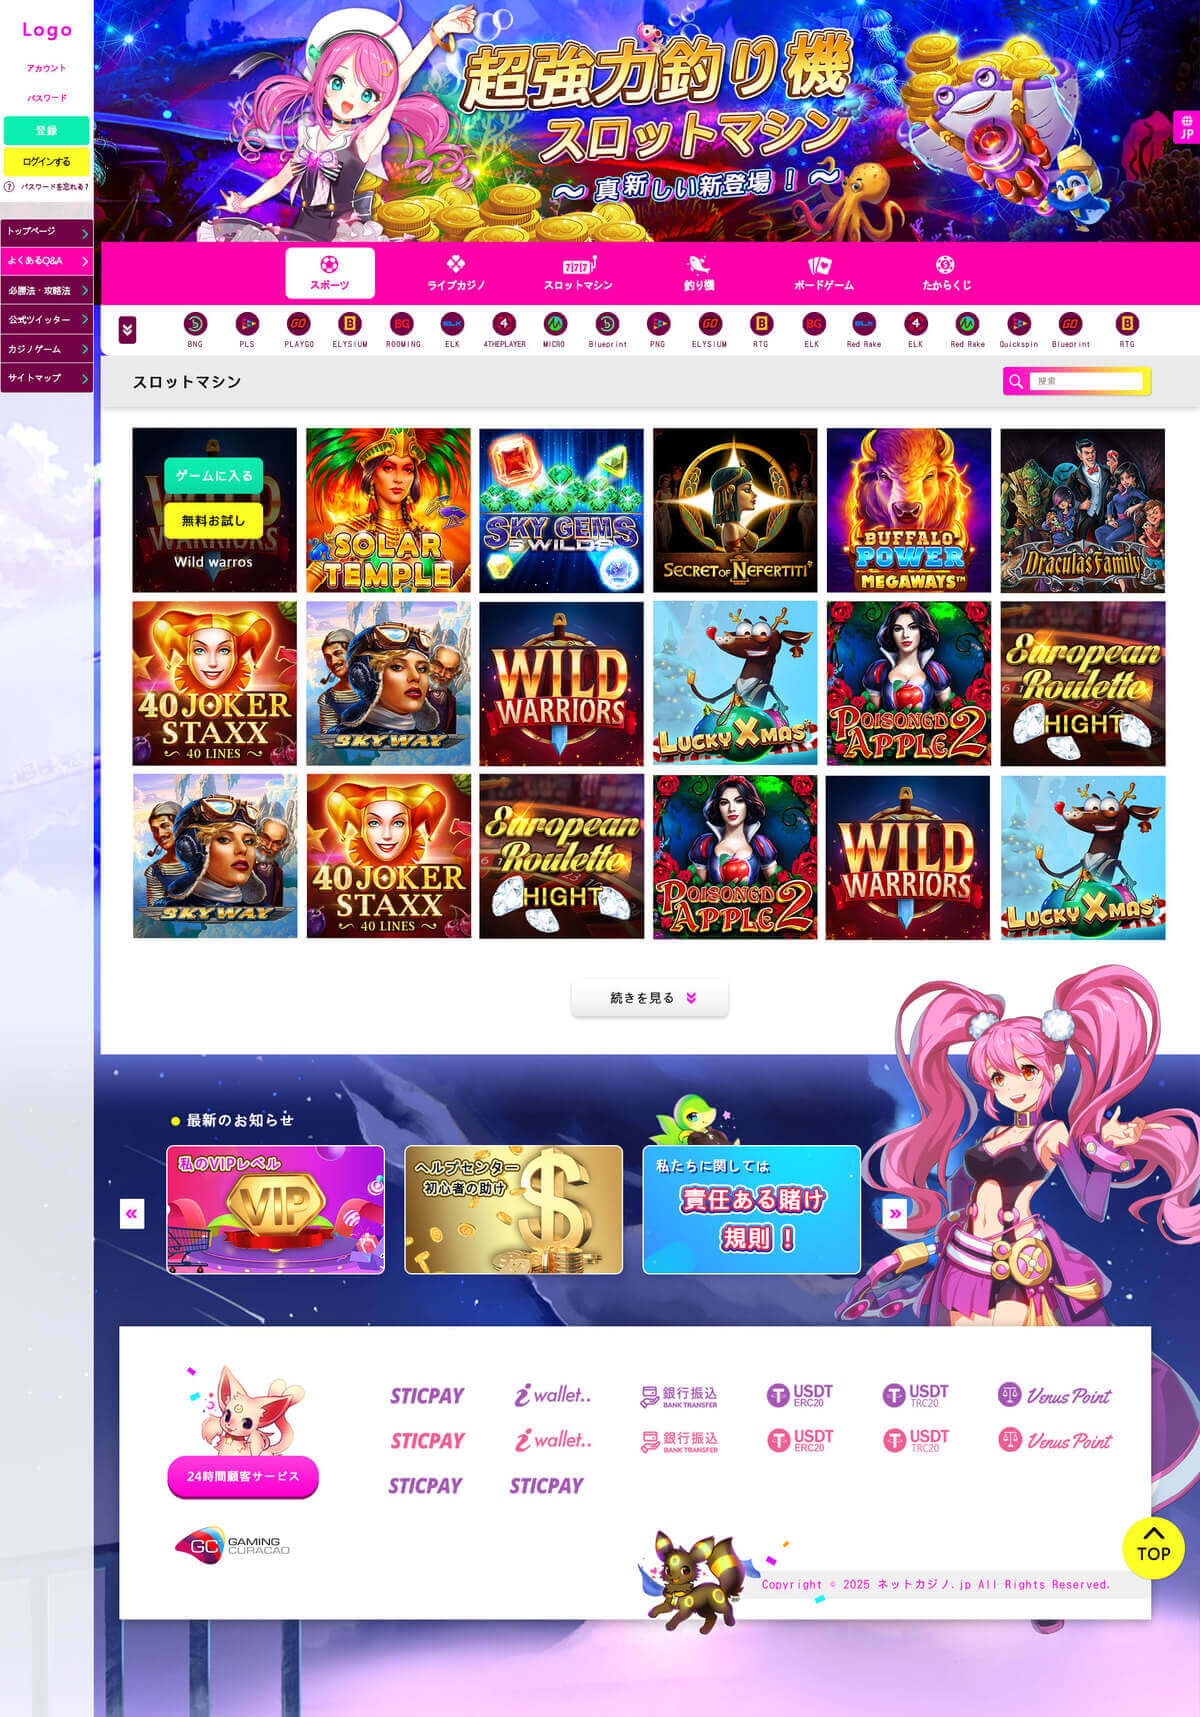 Logo
アカウント
パスワード
登録
ログインする
? パスワードを忘れる?
トップページ
よくあるQ&A
必勝法・攻略法
公式ツイッター
カジノゲーム
サイトマップ
超強力釣り機
スロットマシン
~ 真新しい新登場! ~
JP
スポーツ
ライブカジノ
777
スロットマシン
釣り機
ボードゲーム
たからくじ
BNG PLS PLAYGO ELYSIUM ROOMING ELK 4THEPLAYER MICRO Blueprint PNG ELYSIUM RTG ELK Red Rake ELK Red Rake Quickspin Blueprint RTG
スロットマシン
搜索
ゲームに入る
無料お試し
Wild warros
SOLAR
TEMPLE
SKY GEMS
5 WILDS
SECRET OF NEFERTITI
BUFFALO
POWER
MEGAWAYS™
Dracula's Family
40 JOKER
STAXX
~ 40 LINES ~
SKY WAY
WILD
WARRIORS
LUCKY XMAS
POISONED
APPLE 2
European
Roulette
HIGHT
SKY WAY
40 JOKER
STAXX
~ 40 LINES ~
European
Roulette
HIGHT
POISONED
APPLE 2
WILD
WARRIORS
LUCKY XMAS
続きを見る
最新のお知らせ
私のVIPレベル
VIP
ヘルプセンター
初心者の助け
$
私たちに関しては
責任ある賭け
規則!
24時間顧客サービス
STICPAY i wallet.. 銀行振込 BANK TRANSFER USDT ERC20 USDT TRC20 Venus Point
STICPAY i wallet.. 銀行振込 BANK TRANSFER USDT ERC20 USDT TRC20 Venus Point
STICPAY STICPAY
GC GAMING
CURACAO
TOP
Copyright © 2025 ネットカジノ.jp All Rights Reserved.